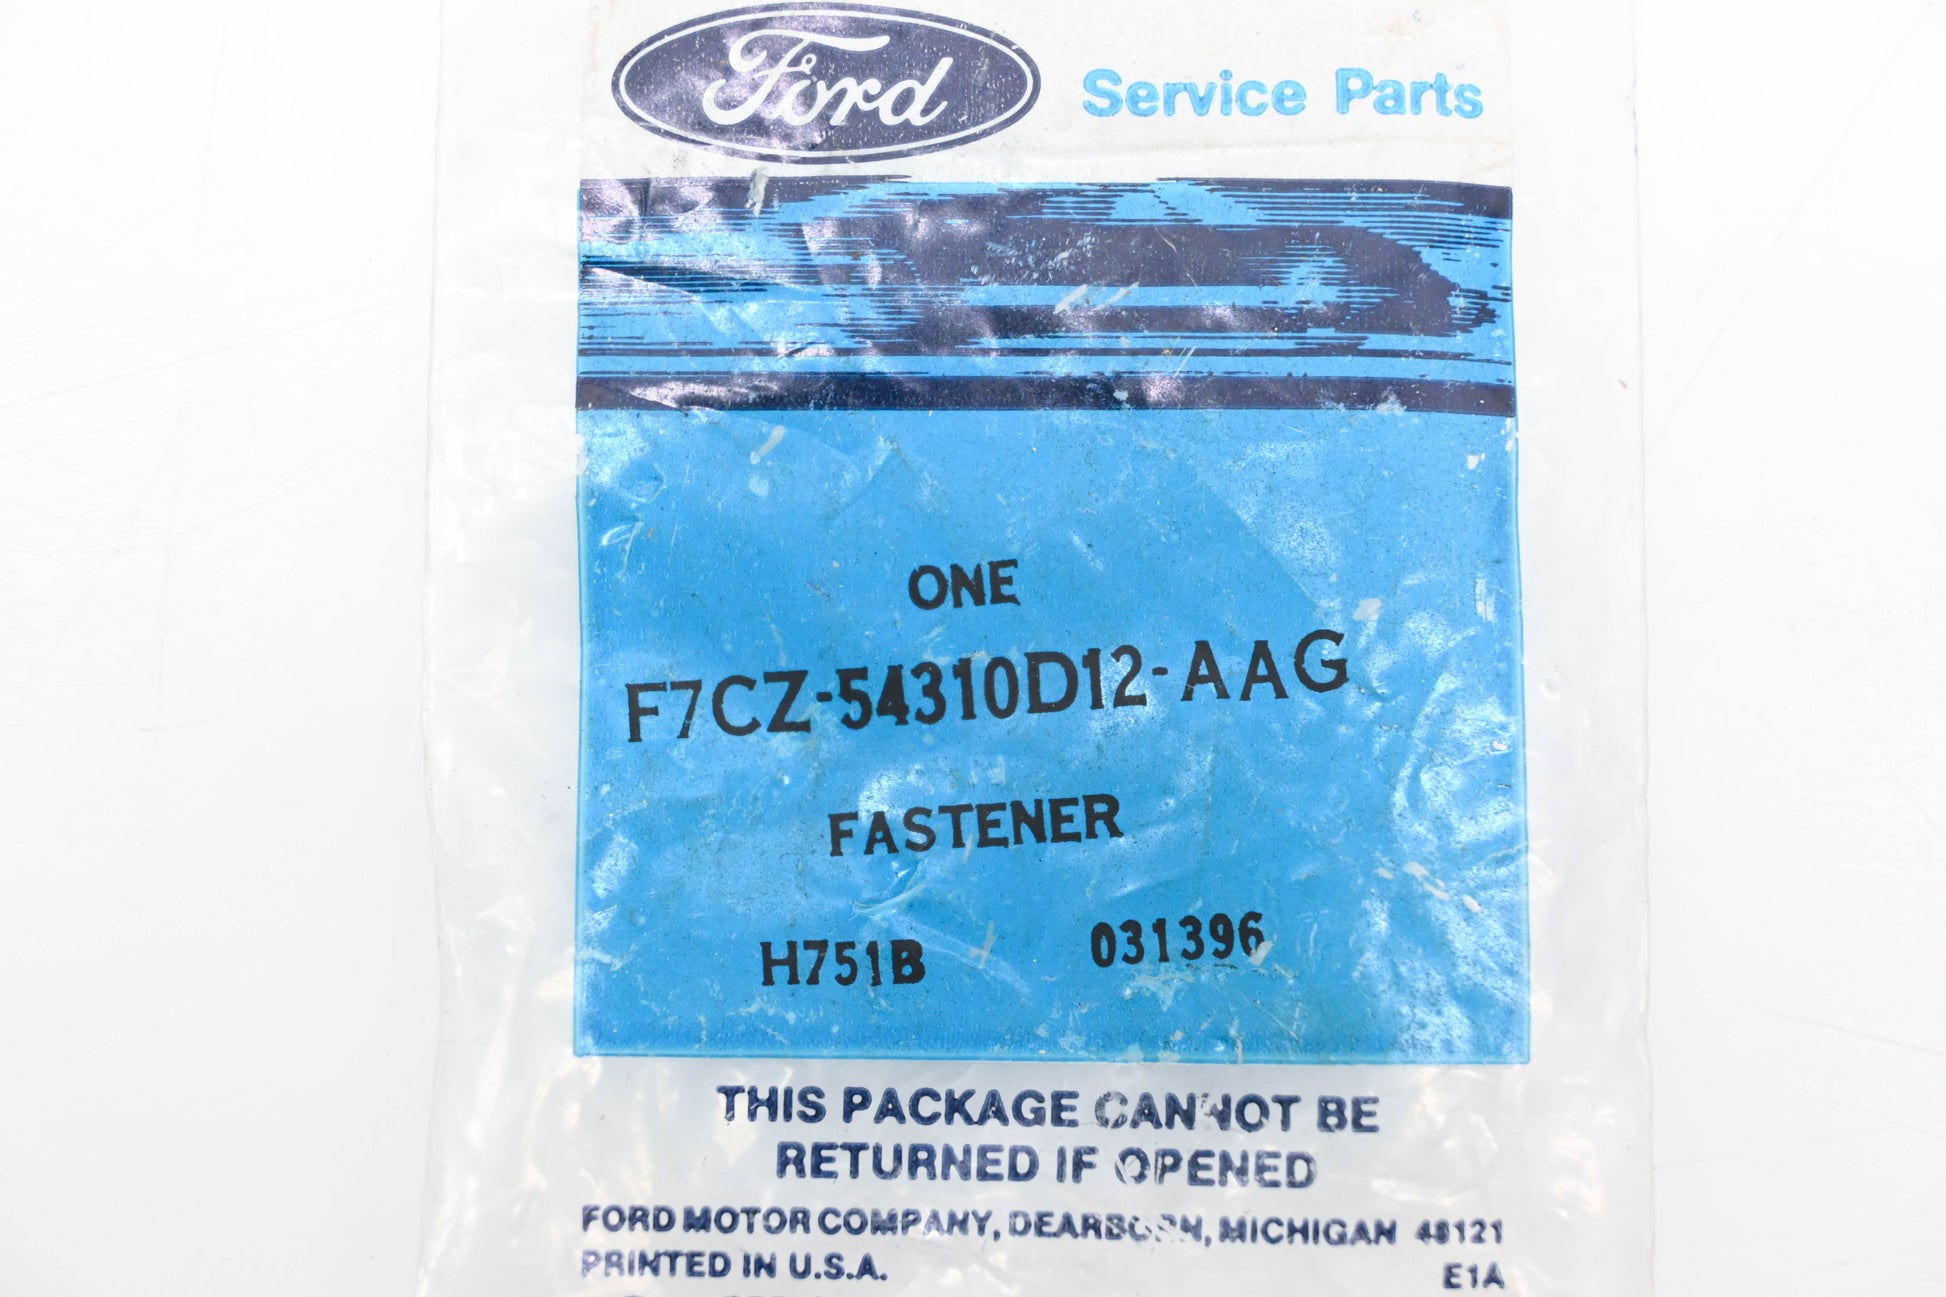 Ford Service Parts
ONE
F7CZ-54310D12-AAG
FASTENER
H751B 031396
THIS PACKAGE CANNOT BE
RETURNED IF OPENED
FORD MOTOR COMPANY, DEARBORN, MICHIGAN 48121
PRINTED IN U.S.A. E1A